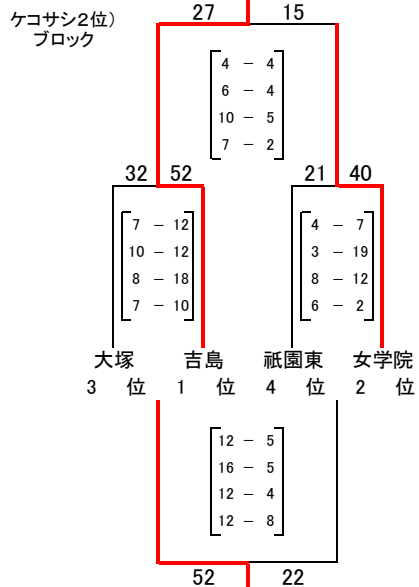 27 15
ケコサシ2位)
ブロック
4 − 4
6 − 4
10 − 5
7 − 2
32 52 21 40
7 − 12 4 − 7
10 − 12 3 − 19
8 − 18 8 − 12
7 − 10 6 − 2
大塚 吉島 祇園東 女学院
3 位 1 位 4 位 2 位
12 − 5
16 − 5
12 − 4
12 − 8
52 22